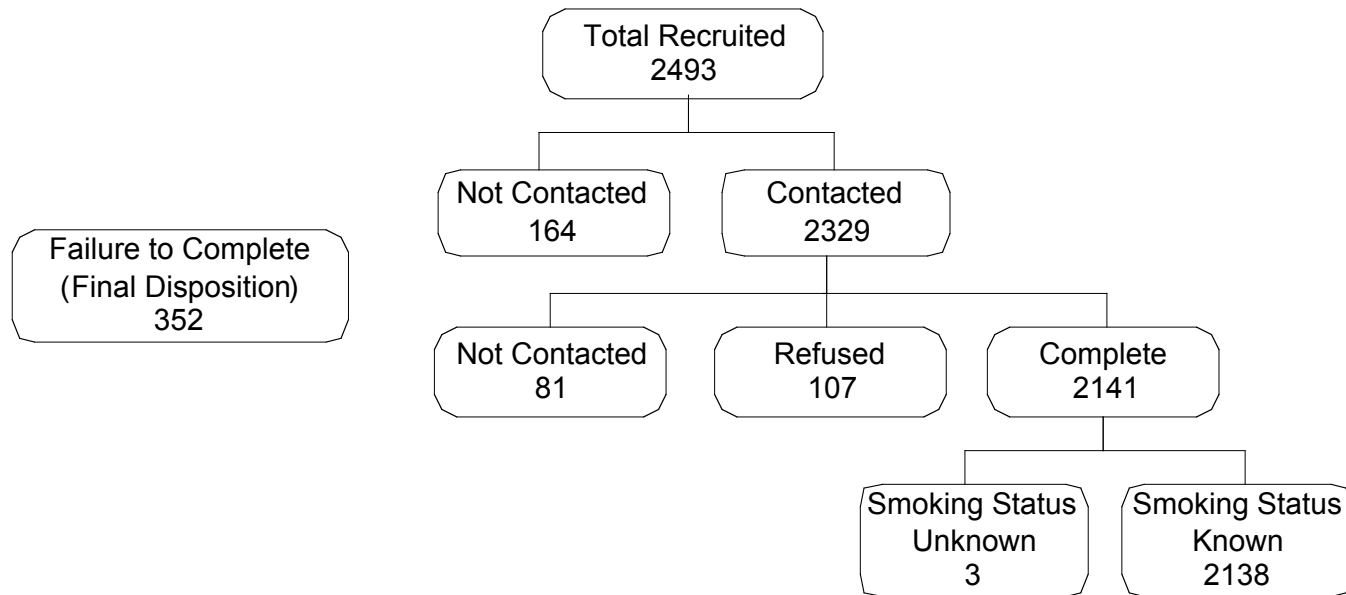 Total Recruited
2493
Not Contacted
164
Contacted
2329
Failure to Complete
(Final Disposition)
352
Not Contacted
81
Refused
107
Complete
2141
Smoking Status
Unknown
3
Smoking Status
Known
2138